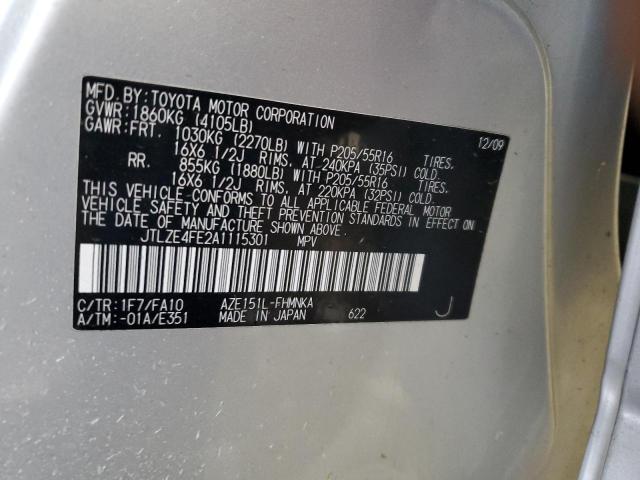 MFD. BY: TOYOTA MOTOR CORPORATION 12/09
GVWR: 1860KG (4105LB)
GAWR: FRT. 1030KG (2270LB) WITH P205/55R16 TIRES,
16X6 1/2J RIMS, AT 240KPA (35PSI) COLD.
RR. 855KG (1880LB) WITH P205/55R16 TIRES,
16X6 1/2J RIMS, AT 220KPA (32PSI) COLD.
THIS VEHICLE CONFORMS TO ALL APPLICABLE FEDERAL MOTOR
VEHICLE SAFETY AND THEFT PREVENTION STANDARDS IN EFFECT
ON THE DATE OF MANUFACTURE SHOWN ABOVE.
JTLZE4FE2A1115301 MPV
C/TR: 1F7/FA10 AZE151L-FHMNKA
A/TM: -01A/E351 MADE IN JAPAN 622 J